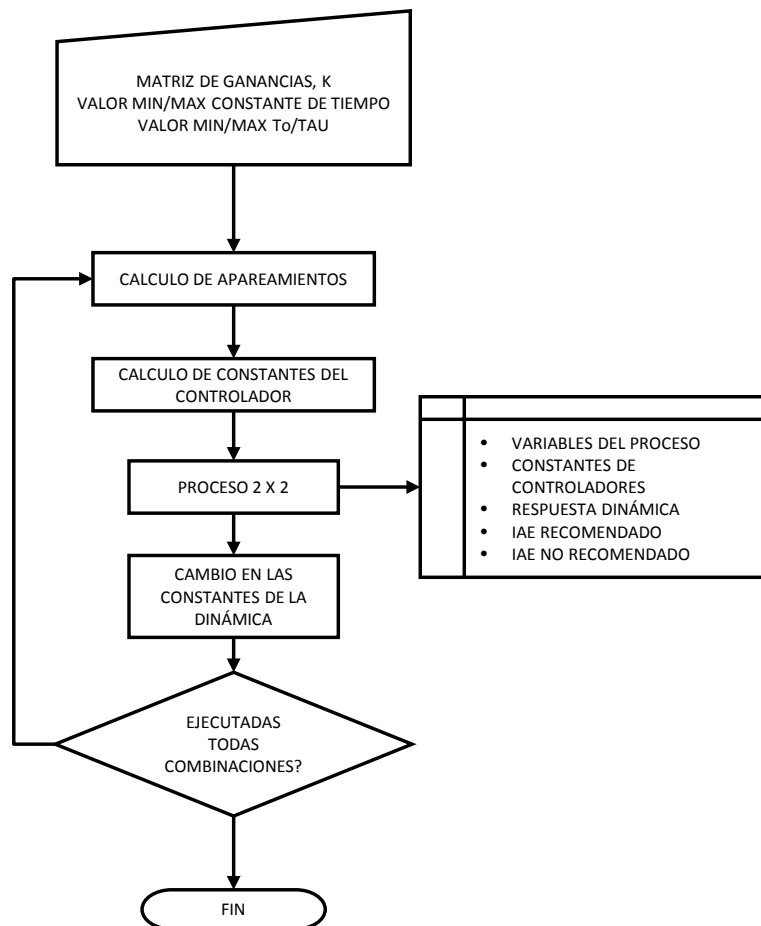 MATRIZ DE GANANCIAS, K
VALOR MIN/MAX CONSTANTE DE TIEMPO
VALOR MIN/MAX To/TAU
CALCULO DE APAREAMIENTOS
CALCULO DE CONSTANTES DEL
CONTROLADOR
PROCESO 2 X 2
• VARIABLES DEL PROCESO
• CONSTANTES DE
CONTROLADORES
• RESPUESTA DINÁMICA
• IAE RECOMENDADO
• IAE NO RECOMENDADO
CAMBIO EN LAS
CONSTANTES DE LA
DINÁMICA
EJECUTADAS
TODAS
COMBINACIONES?
FIN